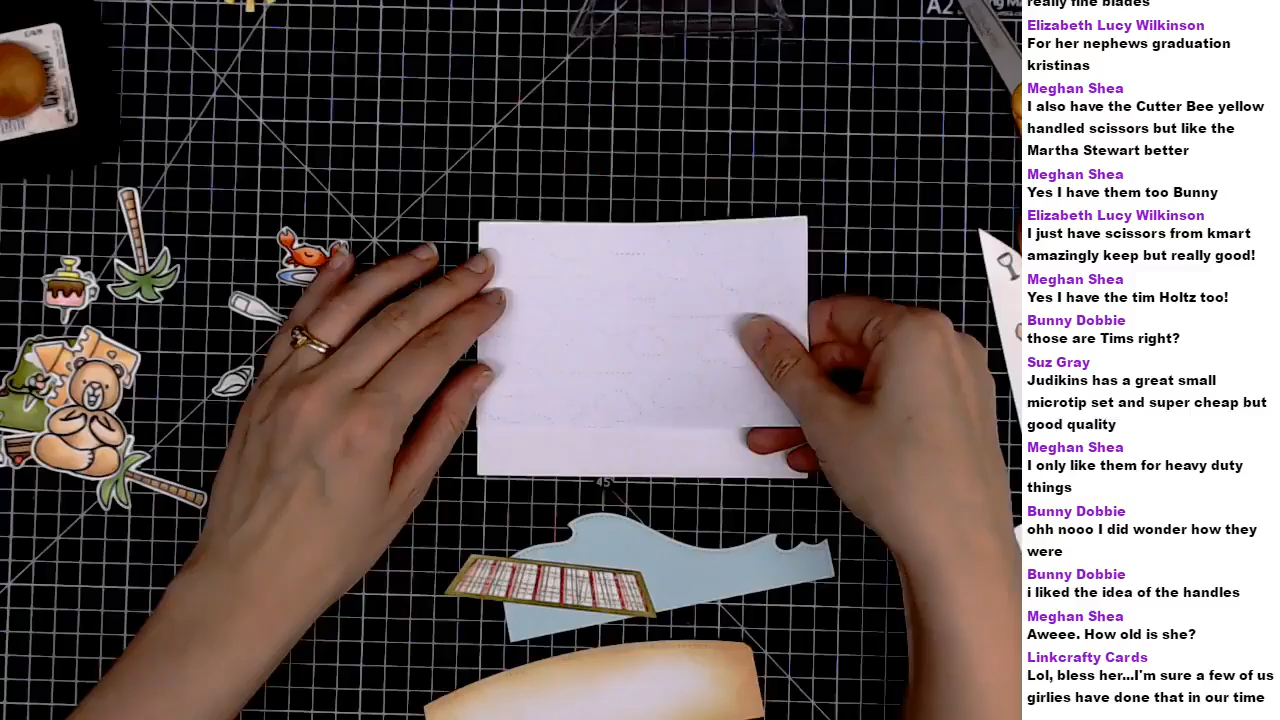 A2
45°
really fine blades
Elizabeth Lucy Wilkinson
For her nephews graduation
kristinas
Meghan Shea
I also have the Cutter Bee yellow
handled scissors but like the
Martha Stewart better
Meghan Shea
Yes I have them too Bunny
Elizabeth Lucy Wilkinson
I just have scissors from kmart
amazingly keep but really good!
Meghan Shea
Yes I have the tim Holtz too!
Bunny Dobbie
those are Tims right?
Suz Gray
Judikins has a great small
microtip set and super cheap but
good quality
Meghan Shea
I only like them for heavy duty
things
Bunny Dobbie
ohh nooo I did wonder how they
were
Bunny Dobbie
i liked the idea of the handles
Meghan Shea
Aweee. How old is she?
Linkcrafty Cards
Lol, bless her...I'm sure a few of us
girlies have done that in our time